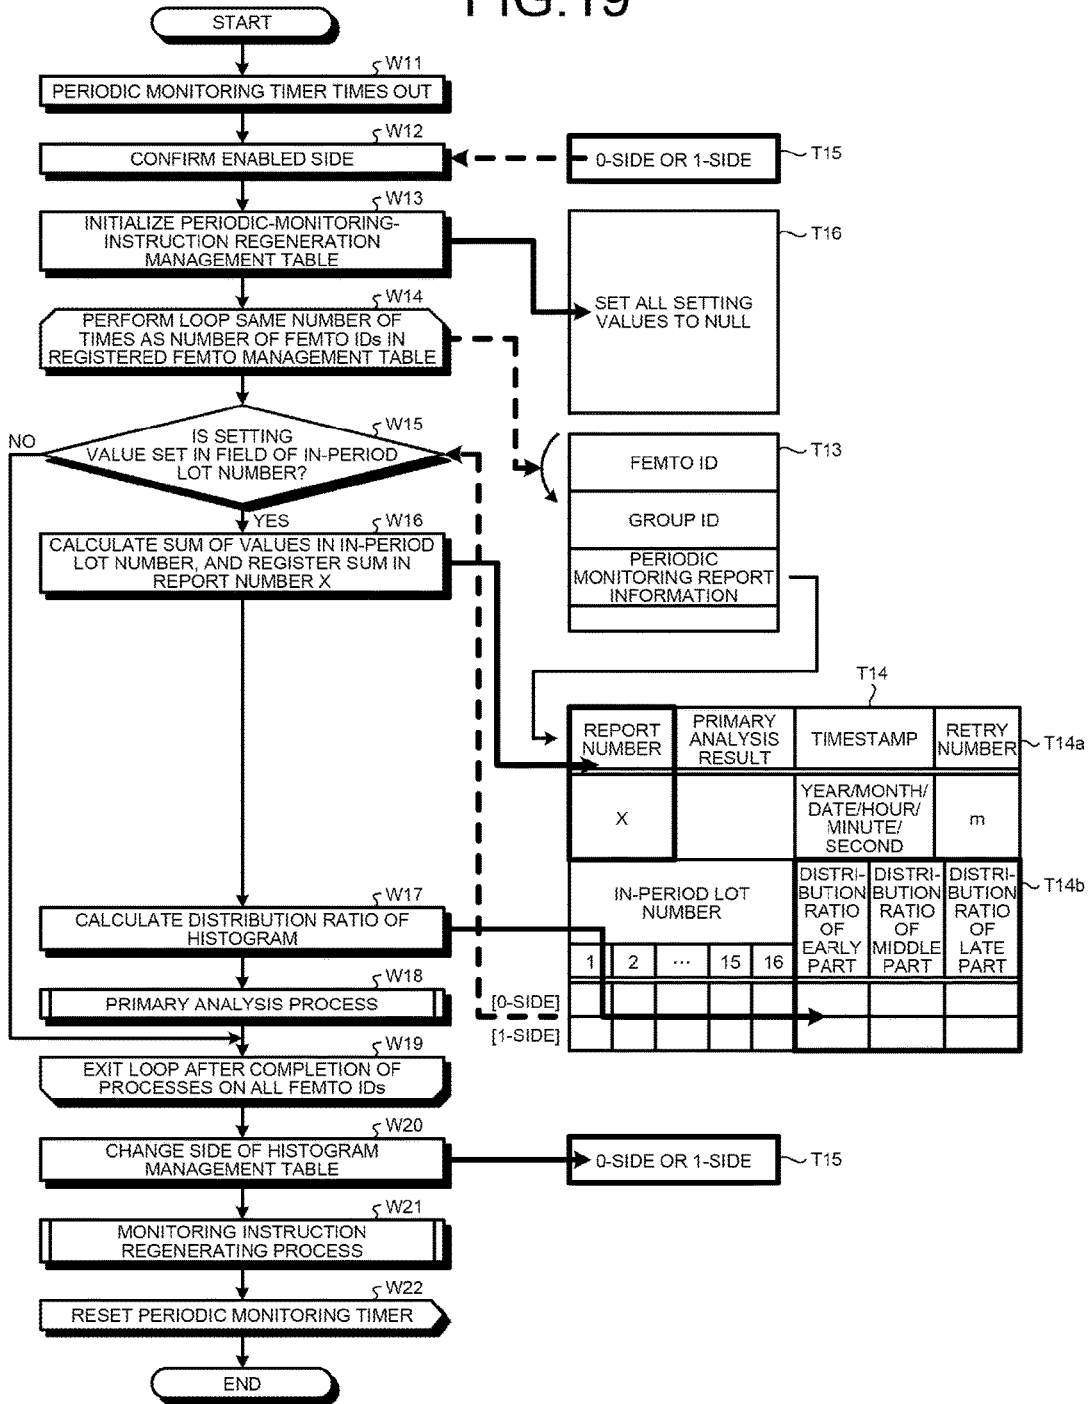 FIG.19
START
W11
PERIODIC MONITORING TIMER TIMES OUT
W12
CONFIRM ENABLED SIDE
0-SIDE OR 1-SIDE
T15
W13
INITIALIZE PERIODIC-MONITORING-
INSTRUCTION REGENERATION
MANAGEMENT TABLE
T16
SET ALL SETTING
VALUES TO NULL
W14
PERFORM LOOP SAME NUMBER OF
TIMES AS NUMBER OF FEMTO IDs IN
REGISTERED FEMTO MANAGEMENT TABLE
W15
NO
IS SETTING
VALUE SET IN FIELD OF IN-PERIOD
LOT NUMBER?
YES
T13
FEMTO ID
GROUP ID
PERIODIC
MONITORING REPORT
INFORMATION
W16
CALCULATE SUM OF VALUES IN IN-PERIOD
LOT NUMBER, AND REGISTER SUM IN
REPORT NUMBER X
T14
REPORT
NUMBER
PRIMARY
ANALYSIS
RESULT
TIMESTAMP
RETRY
NUMBER
T14a
X
YEAR/MONTH/
DATE/HOUR/
MINUTE/
SECOND
m
IN-PERIOD LOT
NUMBER
DISTRI-
BUTION
RATIO
OF
EARLY
PART
DISTRI-
BUTION
RATIO
OF
MIDDLE
PART
DISTRI-
BUTION
RATIO
OF
LATE
PART
T14b
1 2 ... 15 16
[0-SIDE]
[1-SIDE]
W17
CALCULATE DISTRIBUTION RATIO OF
HISTOGRAM
W18
PRIMARY ANALYSIS PROCESS
W19
EXIT LOOP AFTER COMPLETION OF
PROCESSES ON ALL FEMTO IDs
W20
CHANGE SIDE OF HISTOGRAM
MANAGEMENT TABLE
0-SIDE OR 1-SIDE
T15
W21
MONITORING INSTRUCTION
REGENERATING PROCESS
W22
RESET PERIODIC MONITORING TIMER
END